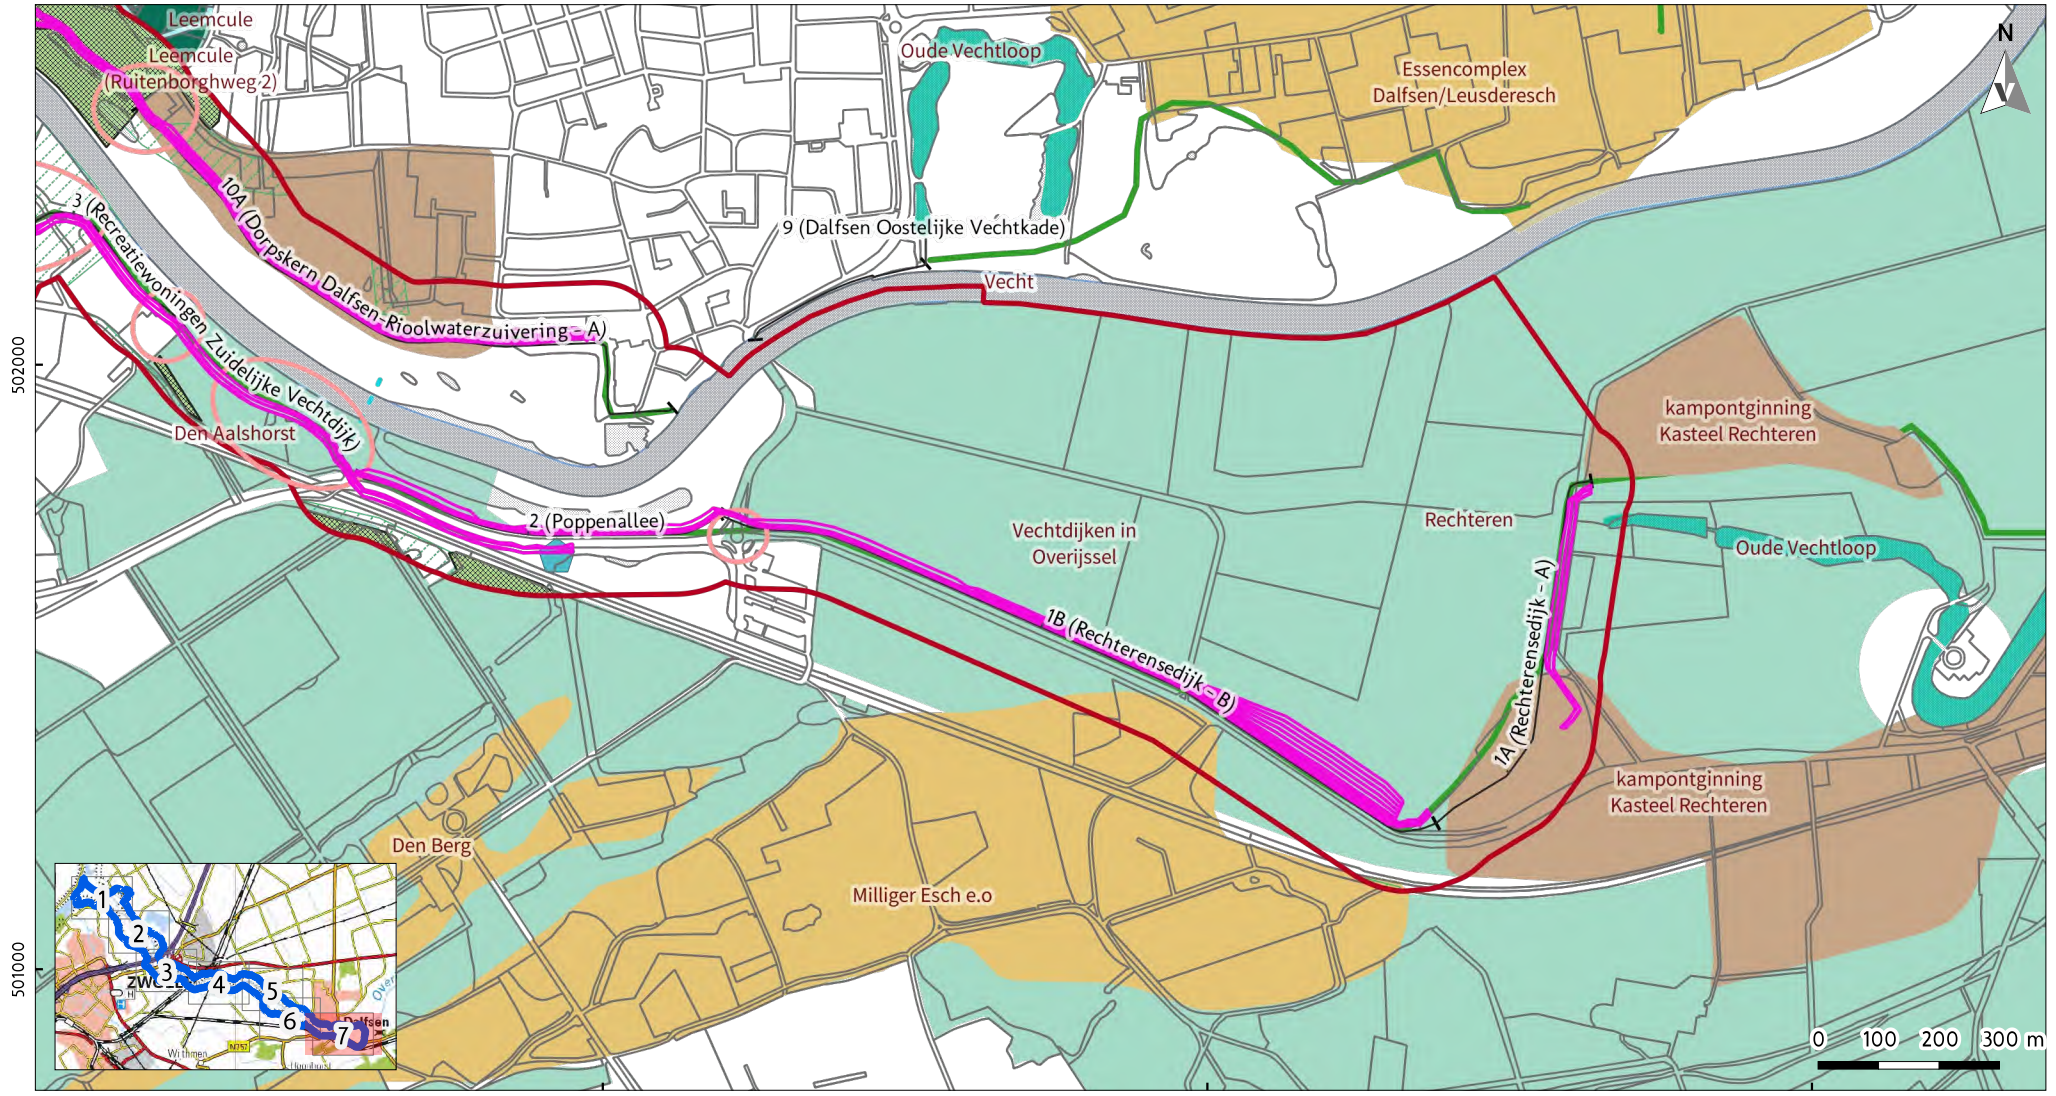 Leemcule
Leemcule
(Ruitenborghweg 2)
Oude Vechtloop
Essencomplex
Dalfsen/Leusderesch
N
3 (Recreatiewoningen Zuidelijke Vechtdijk)
10A (Dorpskern Dalfsen-Rioolwaterzuivering - A)
9 (Dalfsen Oostelijke Vechtkade)
Vecht
502000
kampontginning
Kasteel Rechteren
Den Aalshorst
2 (Poppenallee)
Vechtdijken in
Overijssel
Rechteren
Oude Vechtloop
1B (Rechterensedijk - B)
1A (Rechterensedijk - A)
kampontginning
Kasteel Rechteren
Den Berg
Milliger Esch e.o
501000
1
2
3
4
5
6
7
Dalfsen
Withmen
N757
0 100 200 300 m